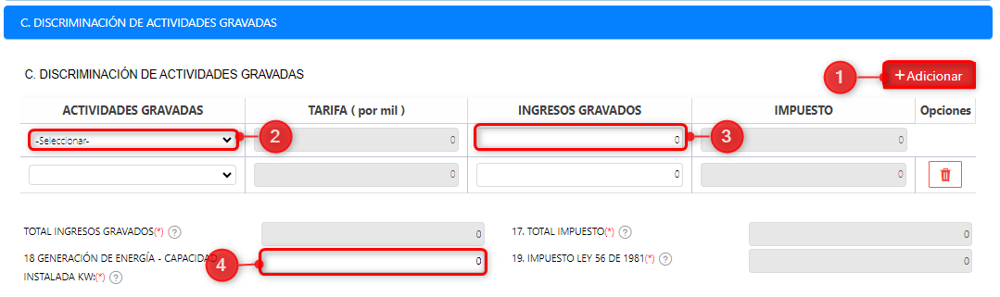 C. DISCRIMINACIÓN DE ACTIVIDADES GRAVADAS
C. DISCRIMINACIÓN DE ACTIVIDADES GRAVADAS
1
+Adicionar
ACTIVIDADES GRAVADAS TARIFA ( por mil ) INGRESOS GRAVADOS IMPUESTO Opciones
-Seleccionar- 2 0 0 3 0
0 0 0
TOTAL INGRESOS GRAVADOS(*) ? 0 17. TOTAL IMPUESTO(*) ? 0
18 GENERACIÓN DE ENERGÍA - CAPACIDAD 4 0 19. IMPUESTO LEY 56 DE 1981(*) ? 0
INSTALADA KW:(*) ?